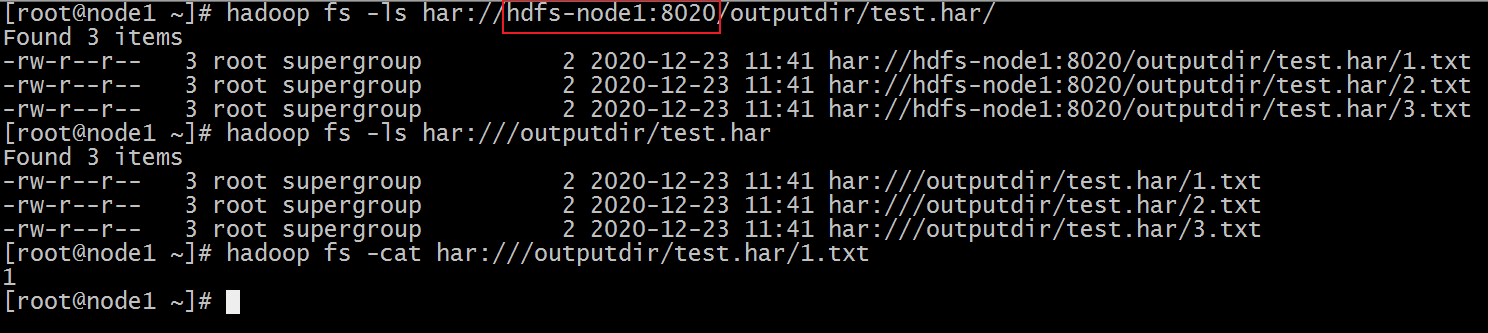 [root@node1 ~]# hadoop fs -ls har://hdfs-node1:8020/outputdir/test.har/
Found 3 items
-rw-r--r--   3 root supergroup          2 2020-12-23 11:41 har://hdfs-node1:8020/outputdir/test.har/1.txt
-rw-r--r--   3 root supergroup          2 2020-12-23 11:41 har://hdfs-node1:8020/outputdir/test.har/2.txt
-rw-r--r--   3 root supergroup          2 2020-12-23 11:41 har://hdfs-node1:8020/outputdir/test.har/3.txt
[root@node1 ~]# hadoop fs -ls har:///outputdir/test.har
Found 3 items
-rw-r--r--   3 root supergroup          2 2020-12-23 11:41 har:///outputdir/test.har/1.txt
-rw-r--r--   3 root supergroup          2 2020-12-23 11:41 har:///outputdir/test.har/2.txt
-rw-r--r--   3 root supergroup          2 2020-12-23 11:41 har:///outputdir/test.har/3.txt
[root@node1 ~]# hadoop fs -cat har:///outputdir/test.har/1.txt
1
[root@node1 ~]#